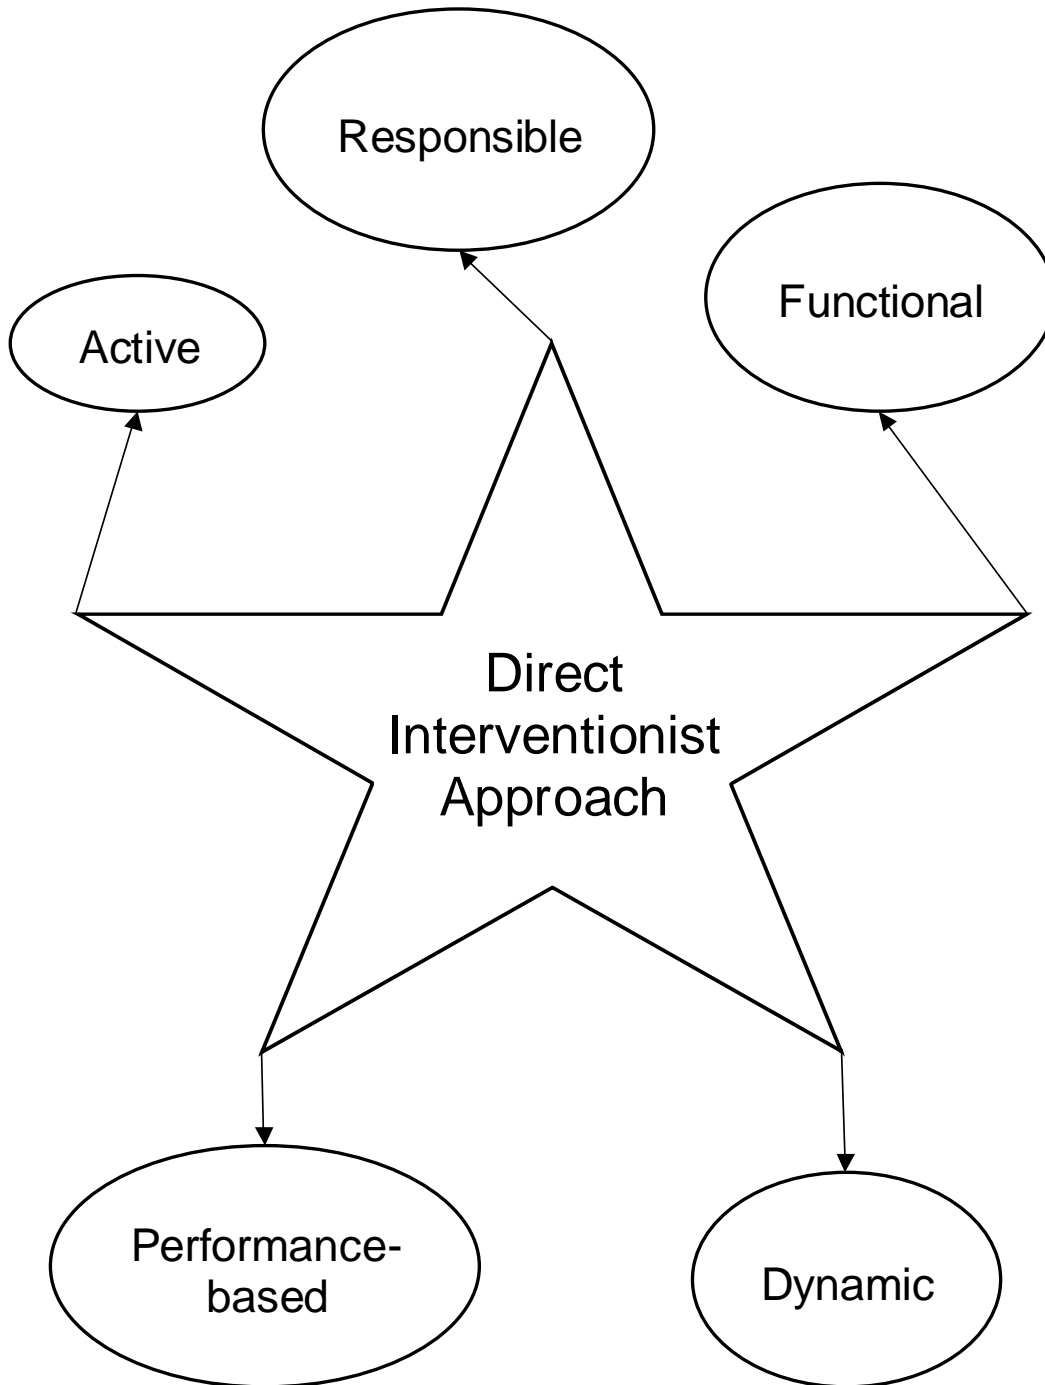 Responsible
Functional
Active
Direct
Interventionist
Approach
Performance-
based
Dynamic